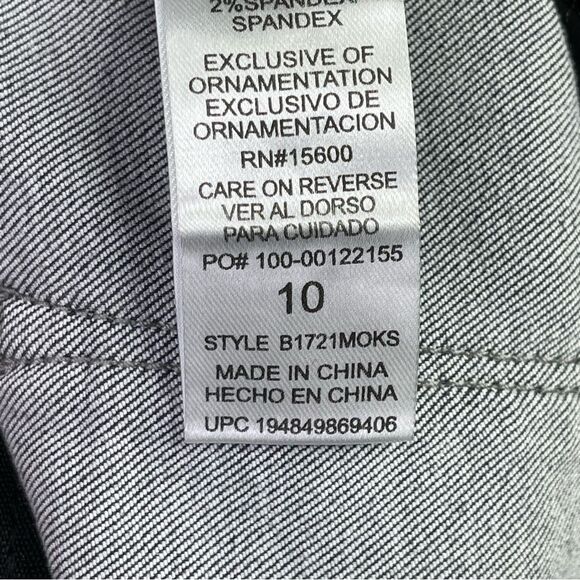 2%SPANDEX/
SPANDEX
EXCLUSIVE OF
ORNAMENTATION
EXCLUSIVO DE
ORNAMENTACION
RN#15600
CARE ON REVERSE
VER AL DORSO
PARA CUIDADO
PO# 100-00122155
10
STYLE B1721MOKS
MADE IN CHINA
HECHO EN CHINA
UPC 194849869406